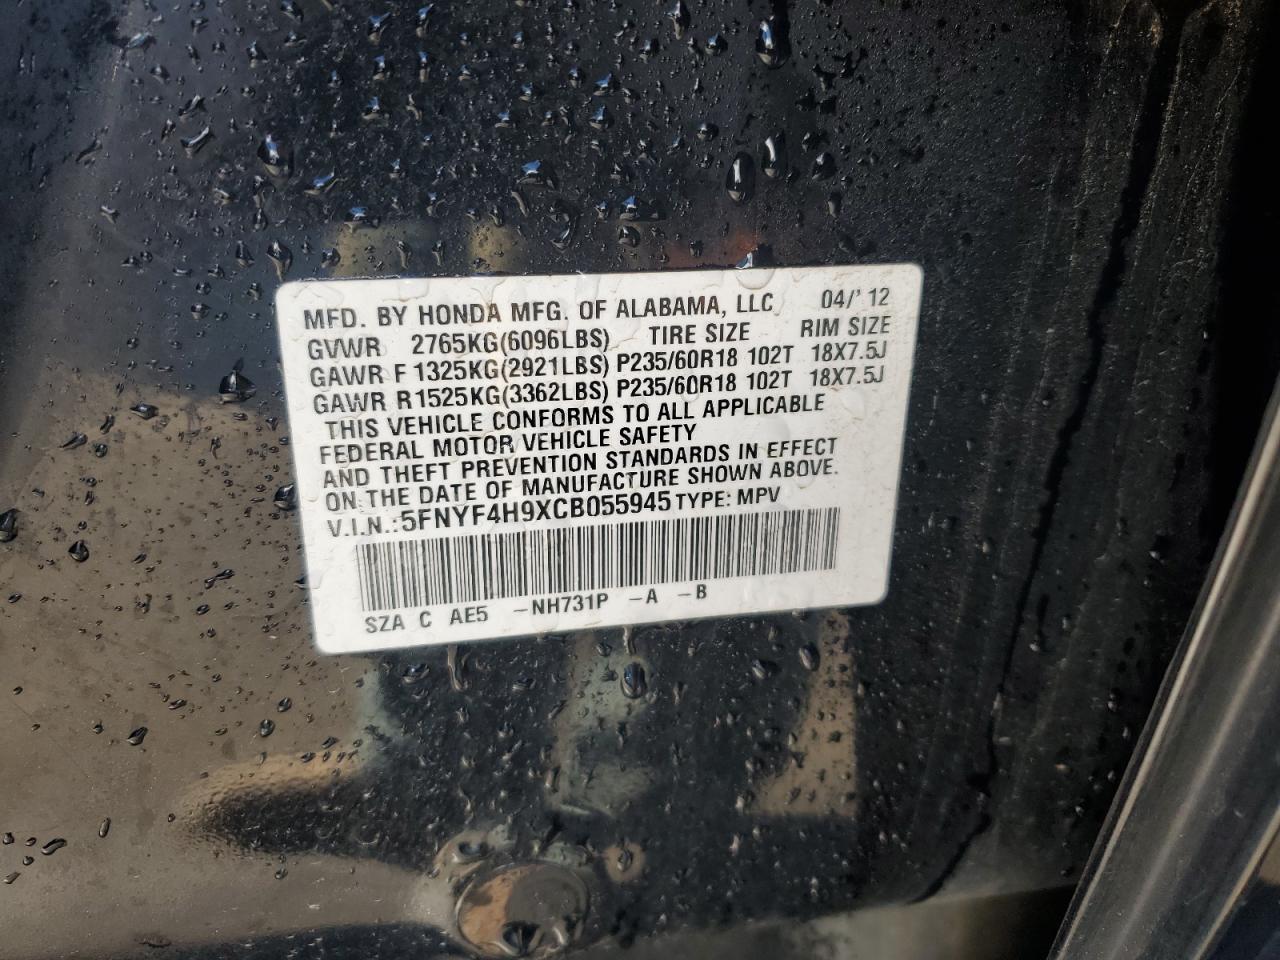 MFD. BY HONDA MFG. OF ALABAMA, LLC 04/'12
GVWR 2765KG(6096LBS) TIRE SIZE RIM SIZE
GAWR F 1325KG(2921LBS) P235/60R18 102T 18X7.5J
GAWR R1525KG(3362LBS) P235/60R18 102T 18X7.5J
THIS VEHICLE CONFORMS TO ALL APPLICABLE
FEDERAL MOTOR VEHICLE SAFETY
AND THEFT PREVENTION STANDARDS IN EFFECT
ON THE DATE OF MANUFACTURE SHOWN ABOVE.
V.I.N.:5FNYF4H9XCB055945 TYPE: MPV
SZA C AE5 -NH731P -A -B